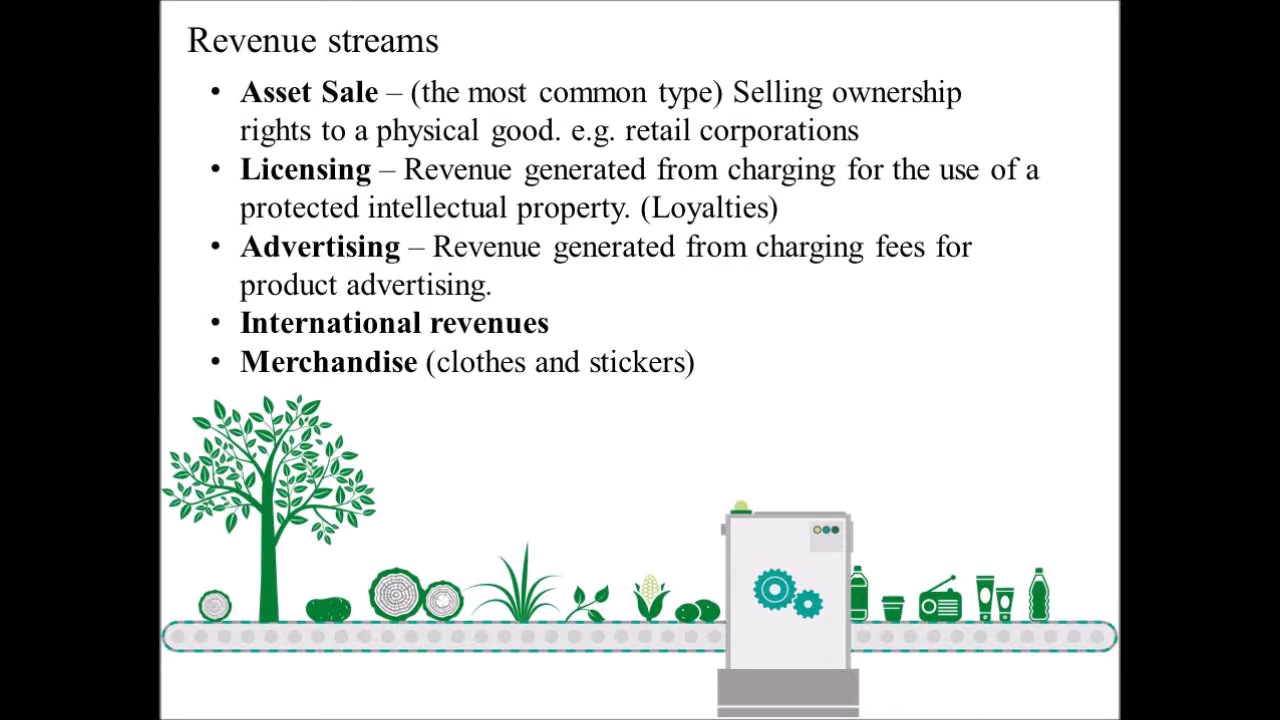 Revenue streams
• Asset Sale – (the most common type) Selling ownership
rights to a physical good. e.g. retail corporations
• Licensing – Revenue generated from charging for the use of a
protected intellectual property. (Loyalties)
• Advertising – Revenue generated from charging fees for
product advertising.
• International revenues
• Merchandise (clothes and stickers)